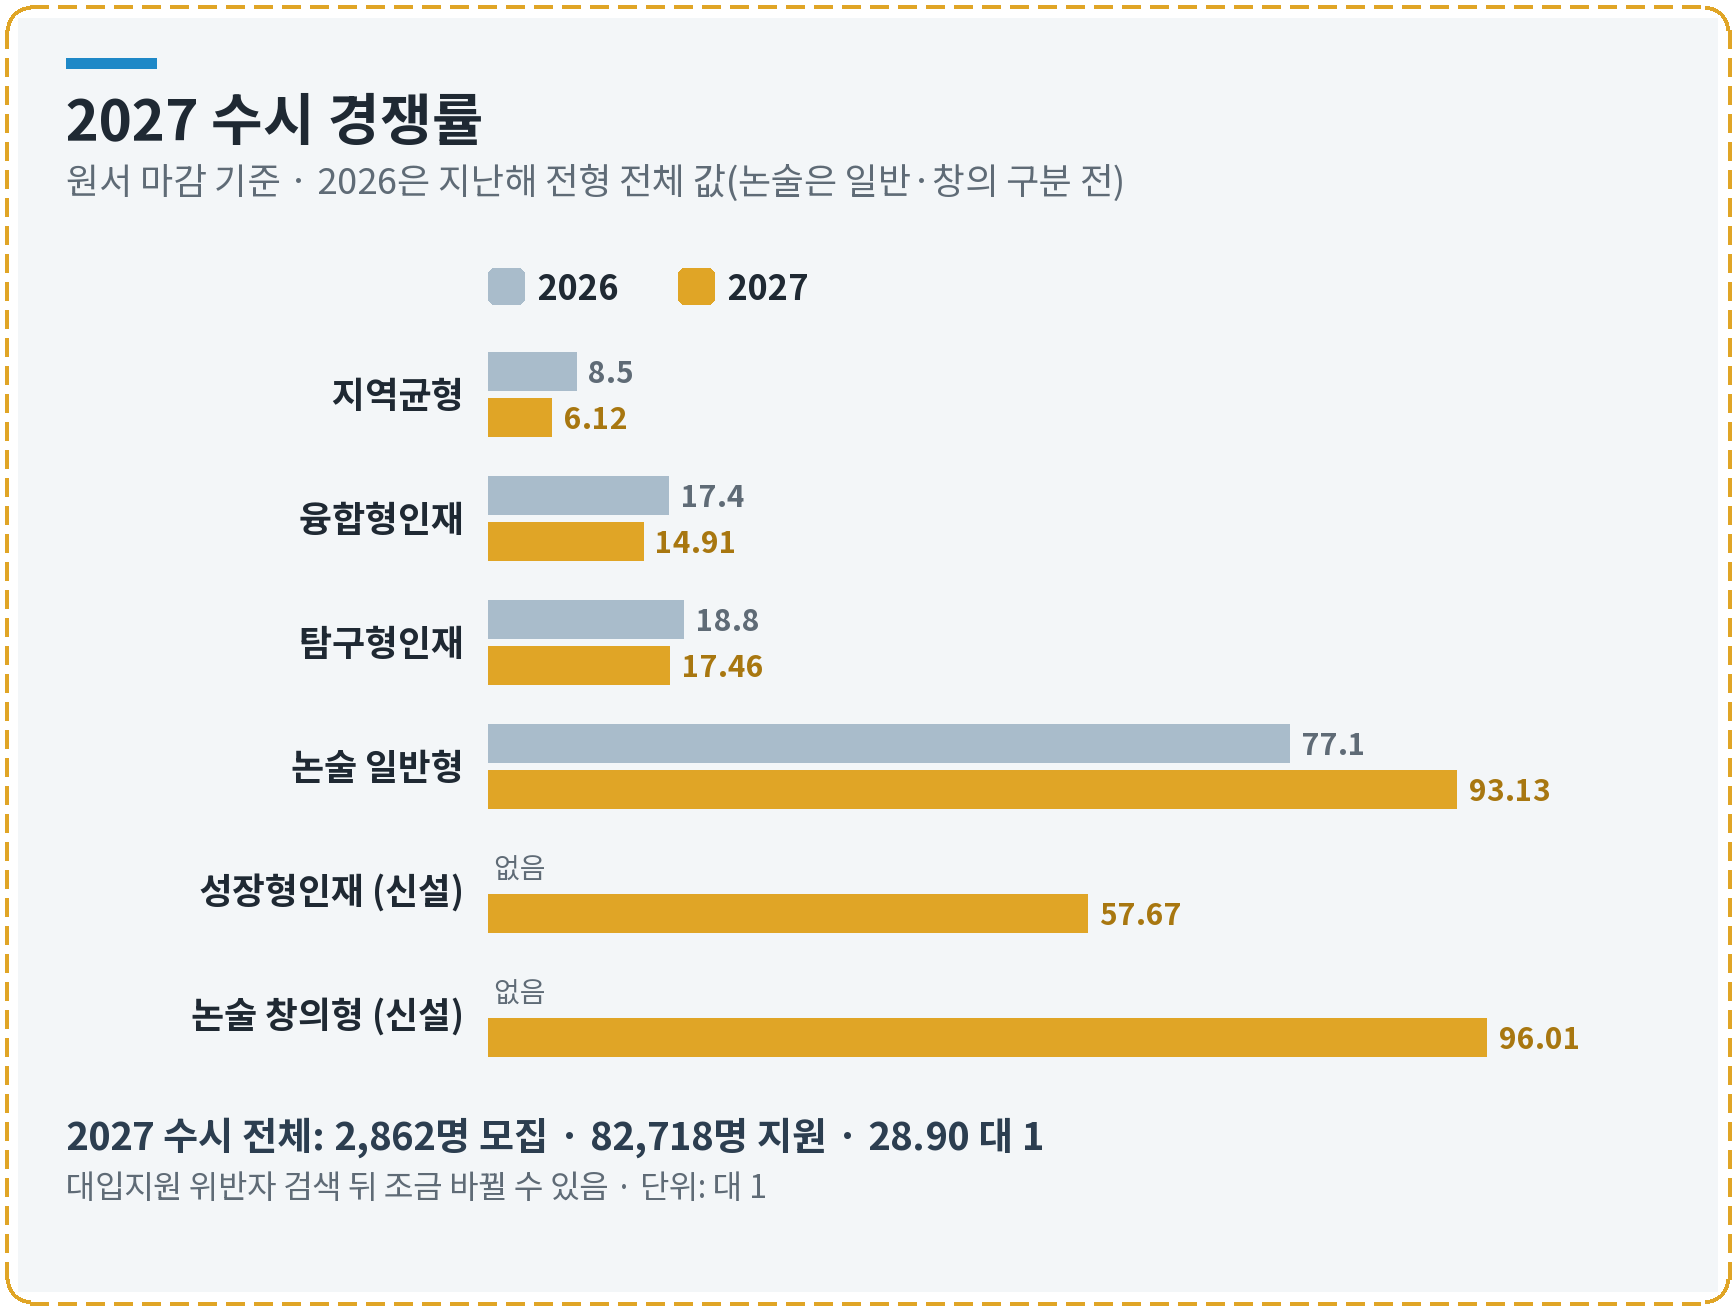 2027 수시 경쟁률
원서 마감 기준 · 2026은 지난해 전형 전체 값(논술은 일반·창의 구분 전)
2026 2027
지역균형 8.5
6.12
융합형인재 17.4
14.91
탐구형인재 18.8
17.46
논술 일반형 77.1
93.13
성장형인재 (신설) 없음
57.67
논술 창의형 (신설) 없음
96.01
2027 수시 전체: 2,862명 모집 · 82,718명 지원 · 28.90 대 1
대입지원 위반자 검색 뒤 조금 바뀔 수 있음 · 단위: 대 1